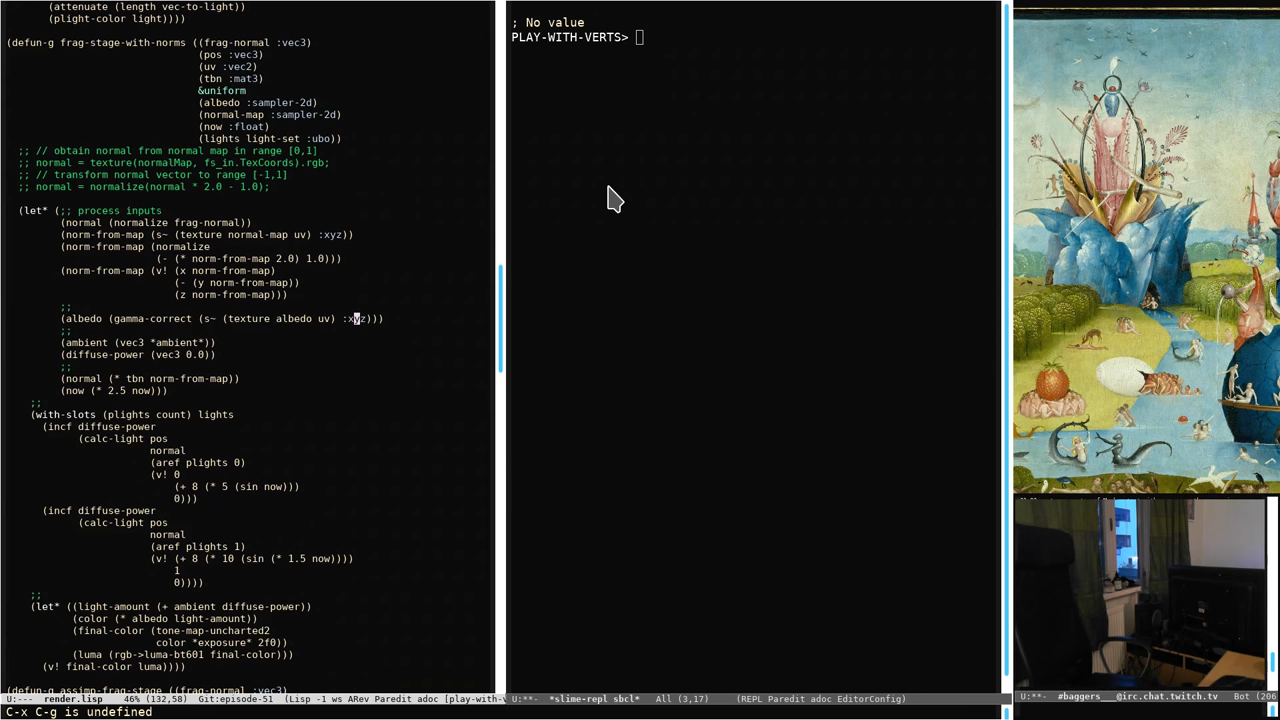 (attenuate (length vec-to-light))
(plight-color light))))
(defun-g frag-stage-with-norms ((frag-normal :vec3)
(pos :vec3)
(uv :vec2)
(tbn :mat3)
&uniform
(albedo :sampler-2d)
(normal-map :sampler-2d)
(now :float)
(lights light-set :ubo))
;; // obtain normal from normal map in range [0,1]
;; normal = texture(normalMap, fs_in.TexCoords).rgb;
;; // transform normal vector to range [-1,1]
;; normal = normalize(normal * 2.0 - 1.0);
(let* (;; process inputs
(normal (normalize frag-normal))
(norm-from-map (s~ (texture normal-map uv) :xyz))
(norm-from-map (normalize
(- (* norm-from-map 2.0) 1.0)))
(norm-from-map (v! (x norm-from-map)
(- (y norm-from-map))
(z norm-from-map)))
;;
(albedo (gamma-correct (s~ (texture albedo uv) :xyz)))
;;
(ambient (vec3 *ambient*))
(diffuse-power (vec3 0.0))
;;
(normal (* tbn norm-from-map))
(now (* 2.5 now)))
;;
(with-slots (plights count) lights
(incf diffuse-power
(calc-light pos
normal
(aref plights 0)
(v! 0
(+ 8 (* 5 (sin now)))
0)))
(incf diffuse-power
(calc-light pos
normal
(aref plights 1)
(v! (+ 8 (* 10 (sin (* 1.5 now))))
1
0))))
;;
(let* ((light-amount (+ ambient diffuse-power))
(color (* albedo light-amount))
(final-color (tone-map-uncharted2
color *exposure* 2f0))
(luma (rgb->luma-bt601 final-color)))
(v! final-color luma))))
(defun-g assimp-frag-stage ((frag-normal :vec3)
U:--- render.lisp 46% (132,58) Git:episode-51 (Lisp -1 ws ARev Paredit adoc [play-with-v
C-x C-g is undefined
; No value
PLAY-WITH-VERTS>
U:**- *slime-repl sbcl* All (3,17) (REPL Paredit adoc EditorConfig)
U:**- #baggers__ @irc.chat.twitch.tv Bot (206